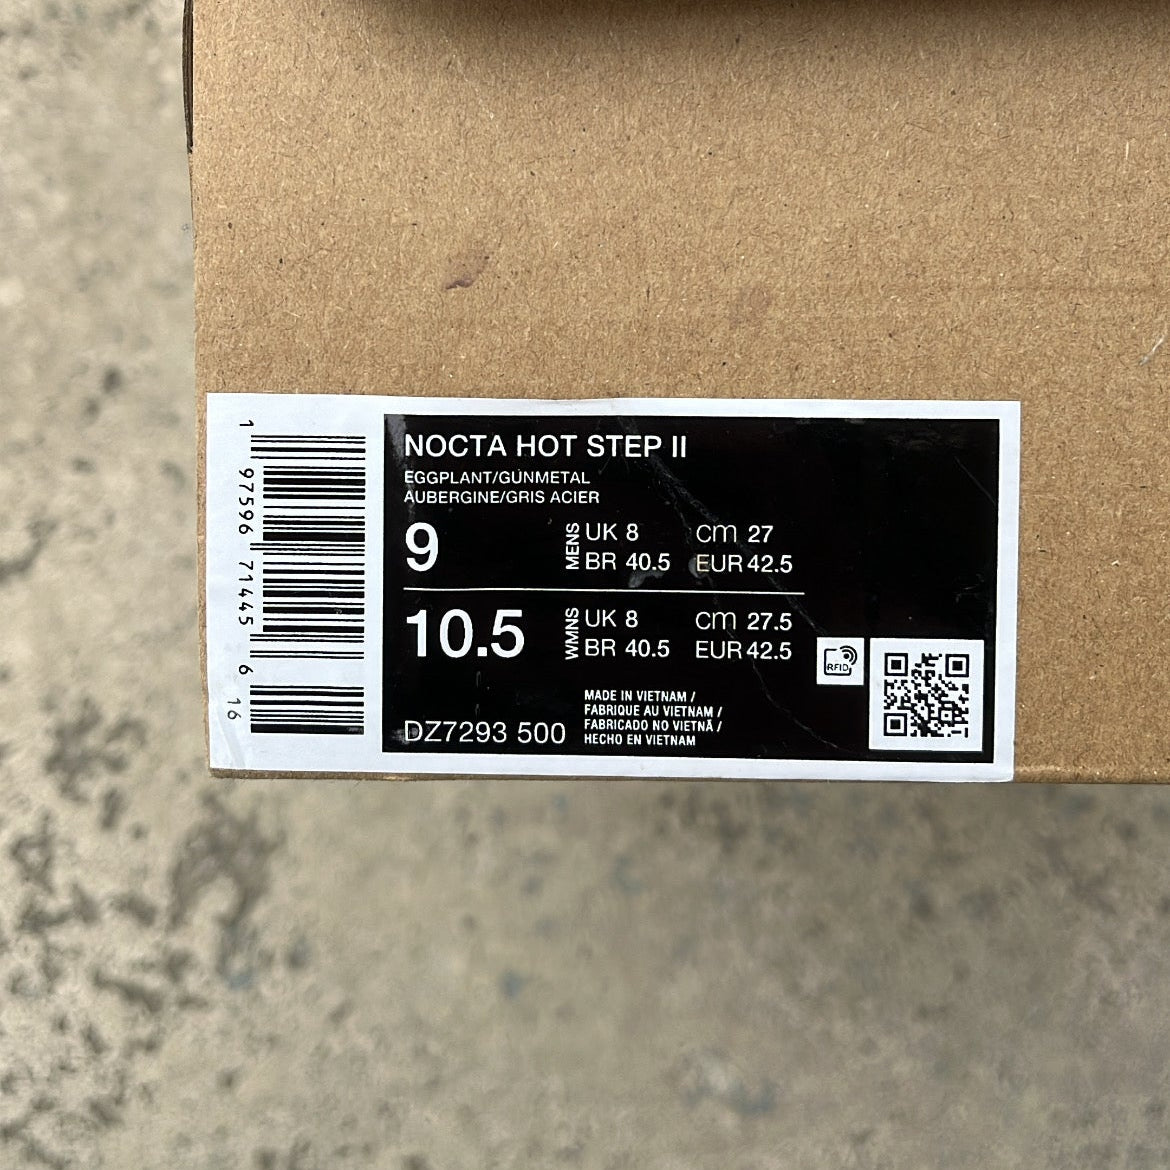 1 97596 71445 6 16
NOCTA HOT STEP II
EGGPLANT/GUNMETAL
AUBERGINE/GRIS ACIER
9 MENS UK 8 CM 27
BR 40.5 EUR 42.5
10.5 WMNS UK 8 CM 27.5
BR 40.5 EUR 42.5
RFID
MADE IN VIETNAM /
FABRIQUE AU VIETNAM /
FABRICADO NO VIETNÃ /
HECHO EN VIETNAM
DZ7293 500